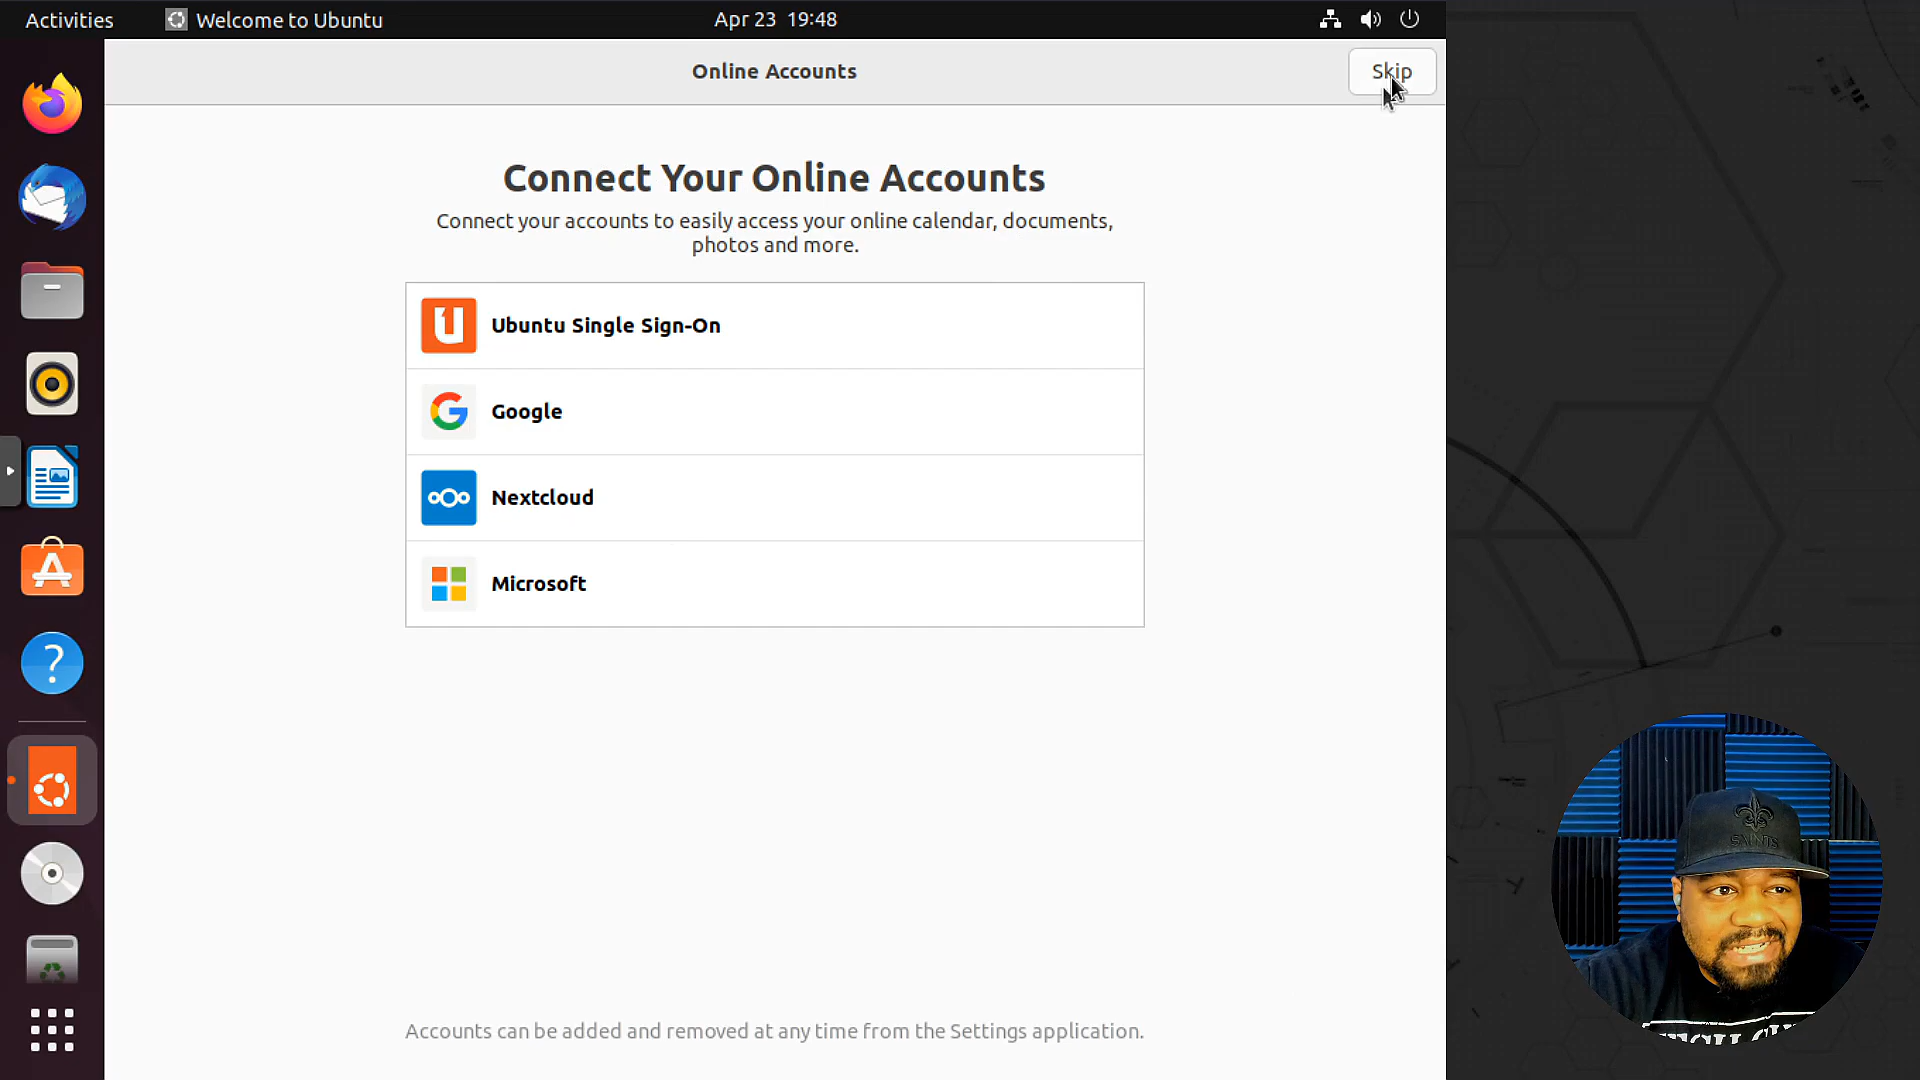 Activities
Welcome to Ubuntu
Apr 23 19:48
Online Accounts
Skip
Connect Your Online Accounts
Connect your accounts to easily access your online calendar, documents,
photos and more.
Ubuntu Single Sign-On
Google
Nextcloud
Microsoft
Accounts can be added and removed at any time from the Settings application.
SAINTS